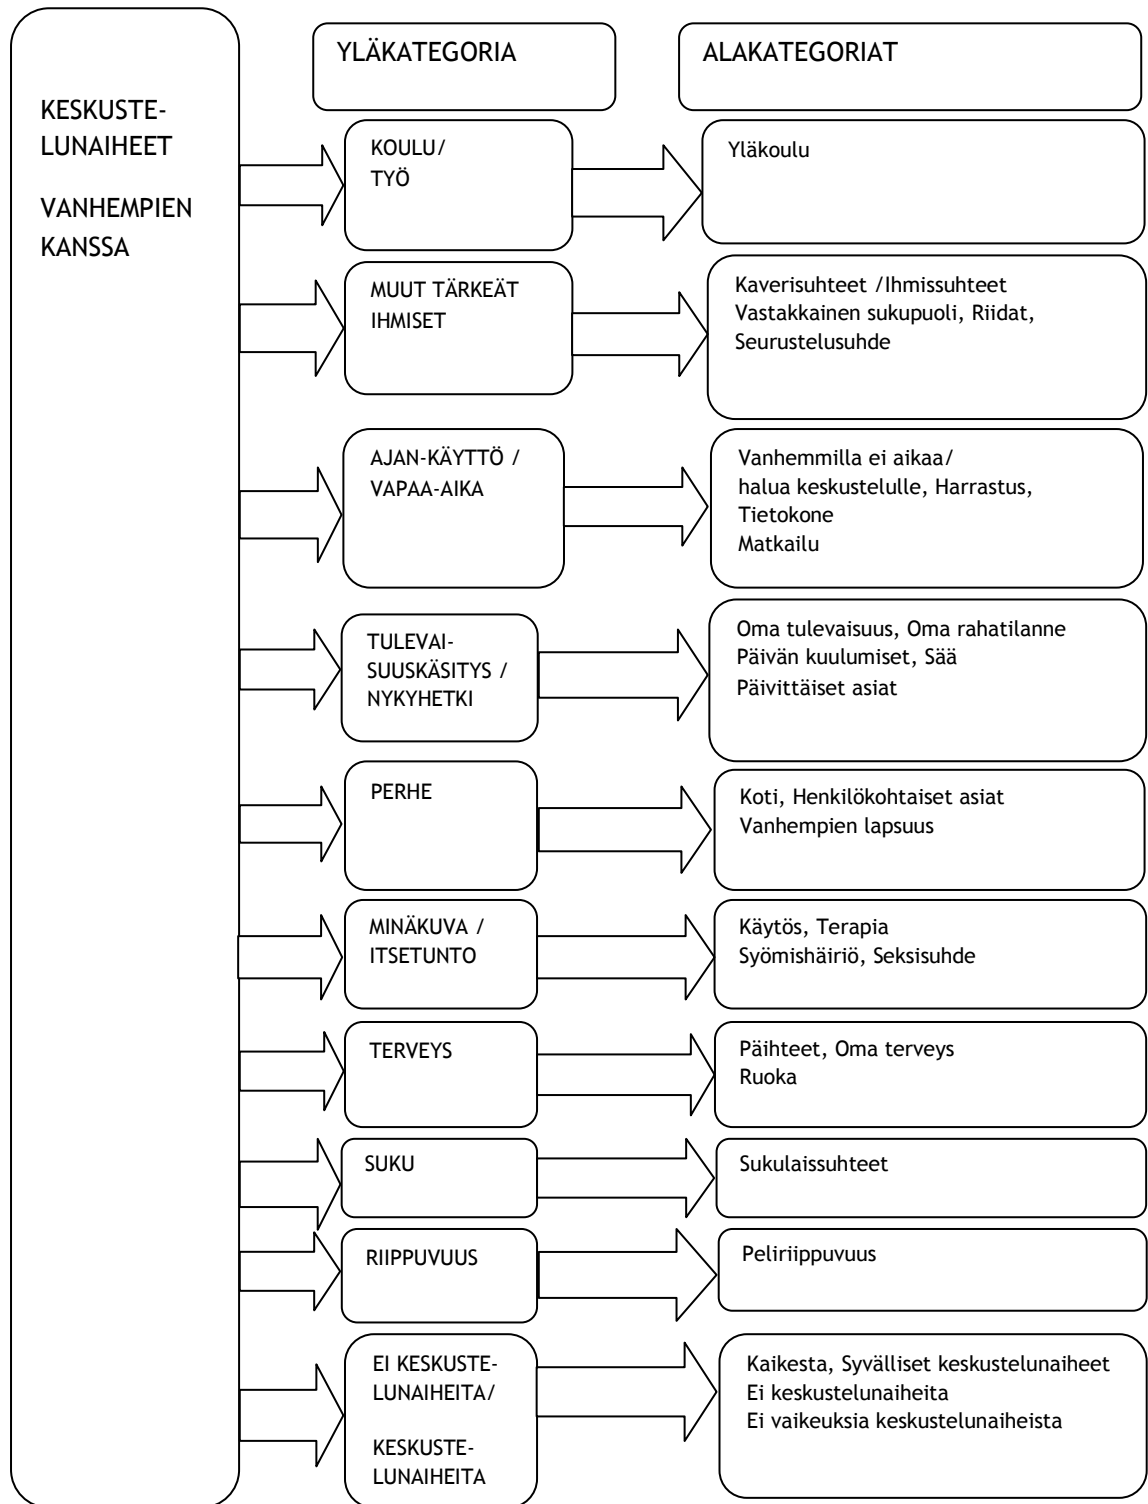 KESKUSTE-
LUNAIHEET
VANHEMPIEN
KANSSA
YLÄKATEGORIA
ALAKATEGORIAT
KOULU/
TYÖ
Yläkoulu
MUUT TÄRKEÄT
IHMISET
Kaverisuhteet /Ihmissuhteet
Vastakkainen sukupuoli, Riidat,
Seurustelusuhde
AJAN-KÄYTTÖ /
VAPAA-AIKA
Vanhemmilla ei aikaa/
halua keskustelulle, Harrastus,
Tietokone
Matkailu
TULEVAI-
SUUSKÄSITYS /
NYKYHETKI
Oma tulevaisuus, Oma rahatilanne
Päivän kuulumiset, Sää
Päivittäiset asiat
PERHE
Koti, Henkilökohtaiset asiat
Vanhempien lapsuus
MINÄKUVA /
ITSETUNTO
Käytös, Terapia
Syömishäiriö, Seksisuhde
TERVEYS
Päihteet, Oma terveys
Ruoka
SUKU
Sukulaissuhteet
RIIPPUVUUS
Peliriippuvuus
EI KESKUSTE-
LUNAIHEITA/
KESKUSTE-
LUNAIHEITA
Kaikesta, Syvälliset keskustelunaiheet
Ei keskustelunaiheita
Ei vaikeuksia keskustelunaiheista